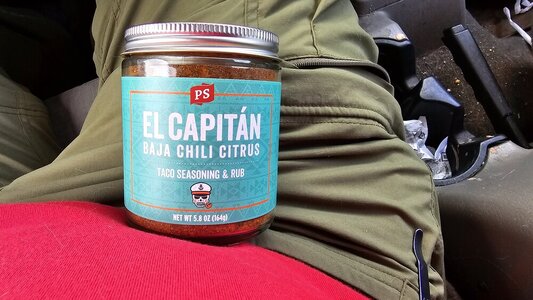 PS
EL CAPITÁN
BAJA CHILI CITRUS
TACO SEASONING & RUB
NET WT 5.8 OZ (164g)